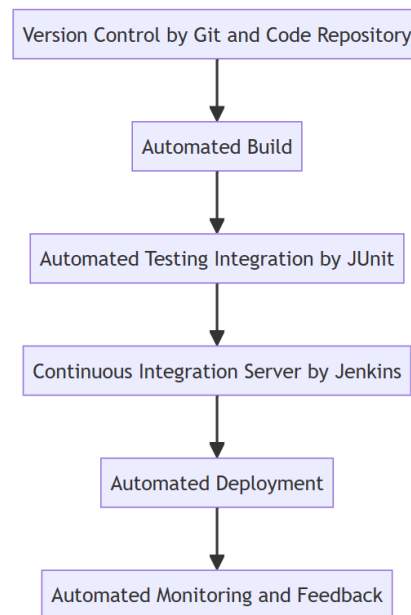 Version Control by Git and Code Repository
Automated Build
Automated Testing Integration by JUnit
Continuous Integration Server by Jenkins
Automated Deployment
Automated Monitoring and Feedback